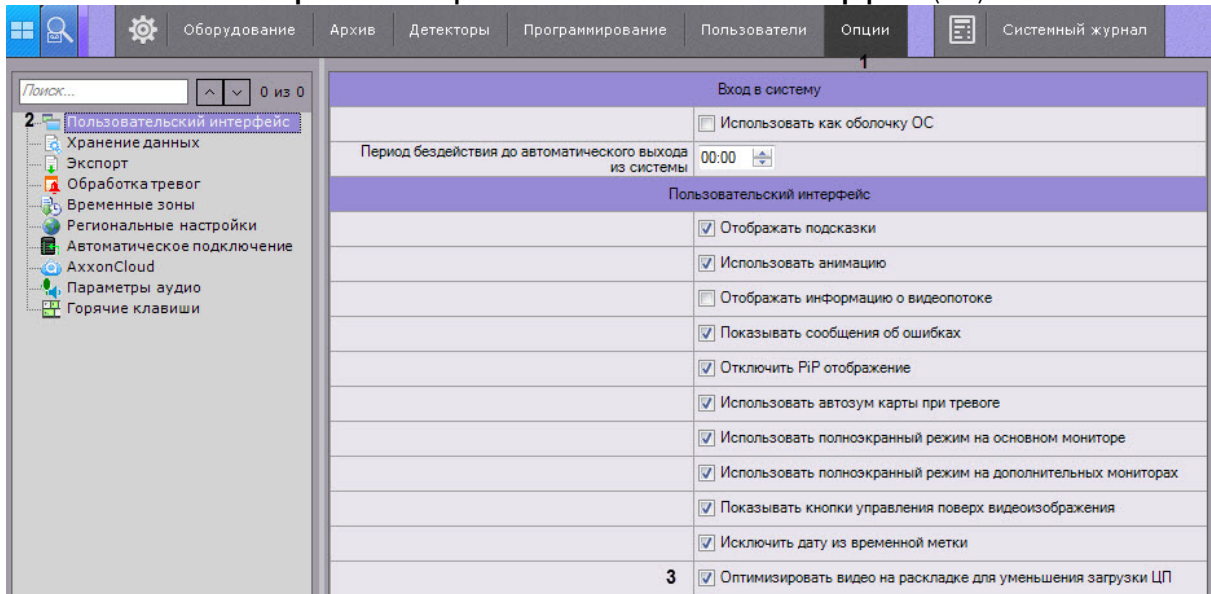 Оборудование Архив Детекторы Программирование Пользователи Опции Системный журнал
1
Поиск... 0 из 0
2 Пользовательский интерфейс
Хранение данных
Экспорт
Обработка тревог
Временные зоны
Региональные настройки
Автоматическое подключение
AxxonCloud
Параметры аудио
Горячие клавиши
Вход в систему
Использовать как оболочку ОС
Период бездействия до автоматического выхода
из системы 00:00
Пользовательский интерфейс
Отображать подсказки
Использовать анимацию
Отображать информацию о видеопотоке
Показывать сообщения об ошибках
Отключить PiP отображение
Использовать автозум карты при тревоге
Использовать полноэкранный режим на основном мониторе
Использовать полноэкранный режим на дополнительных мониторах
Показывать кнопки управления поверх видеоизображения
Исключить дату из временной метки
3 Оптимизировать видео на раскладке для уменьшения загрузки ЦП